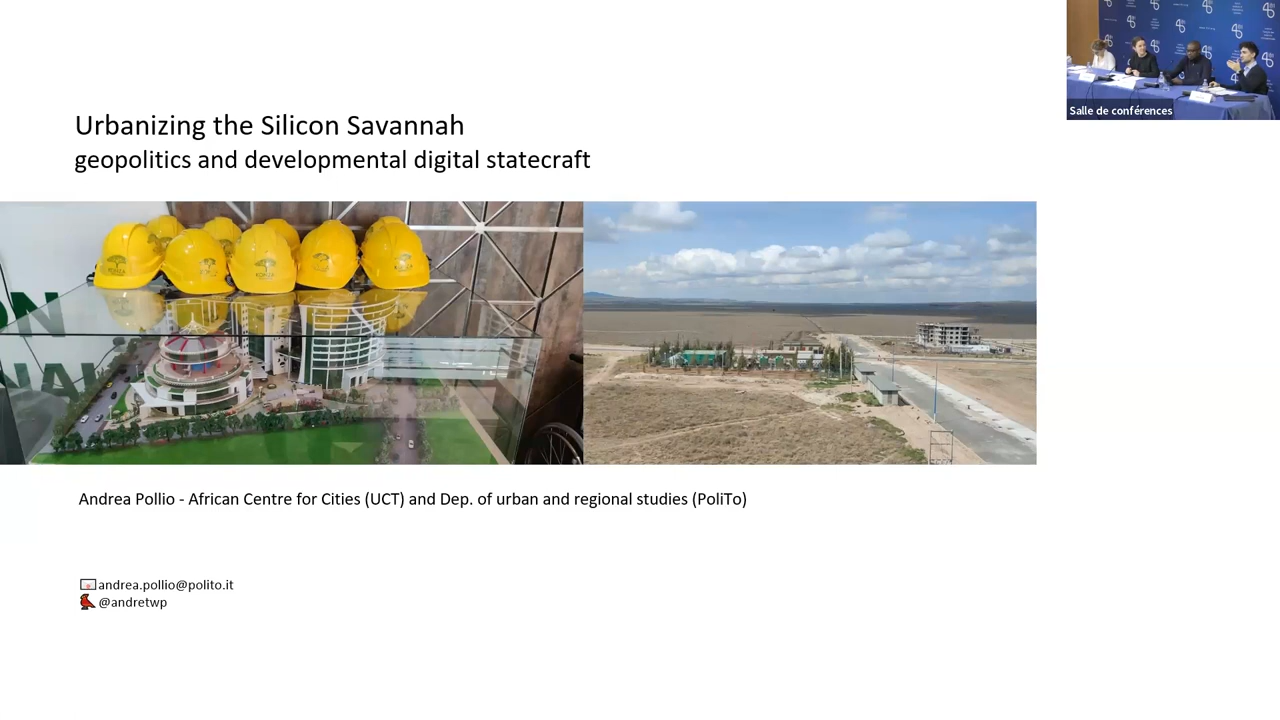 Urbanizing the Silicon Savannah
geopolitics and developmental digital statecraft
Salle de conférences
Andrea Pollio - African Centre for Cities (UCT) and Dep. of urban and regional studies (PoliTo)
andrea.pollio@polito.it
@andretwp